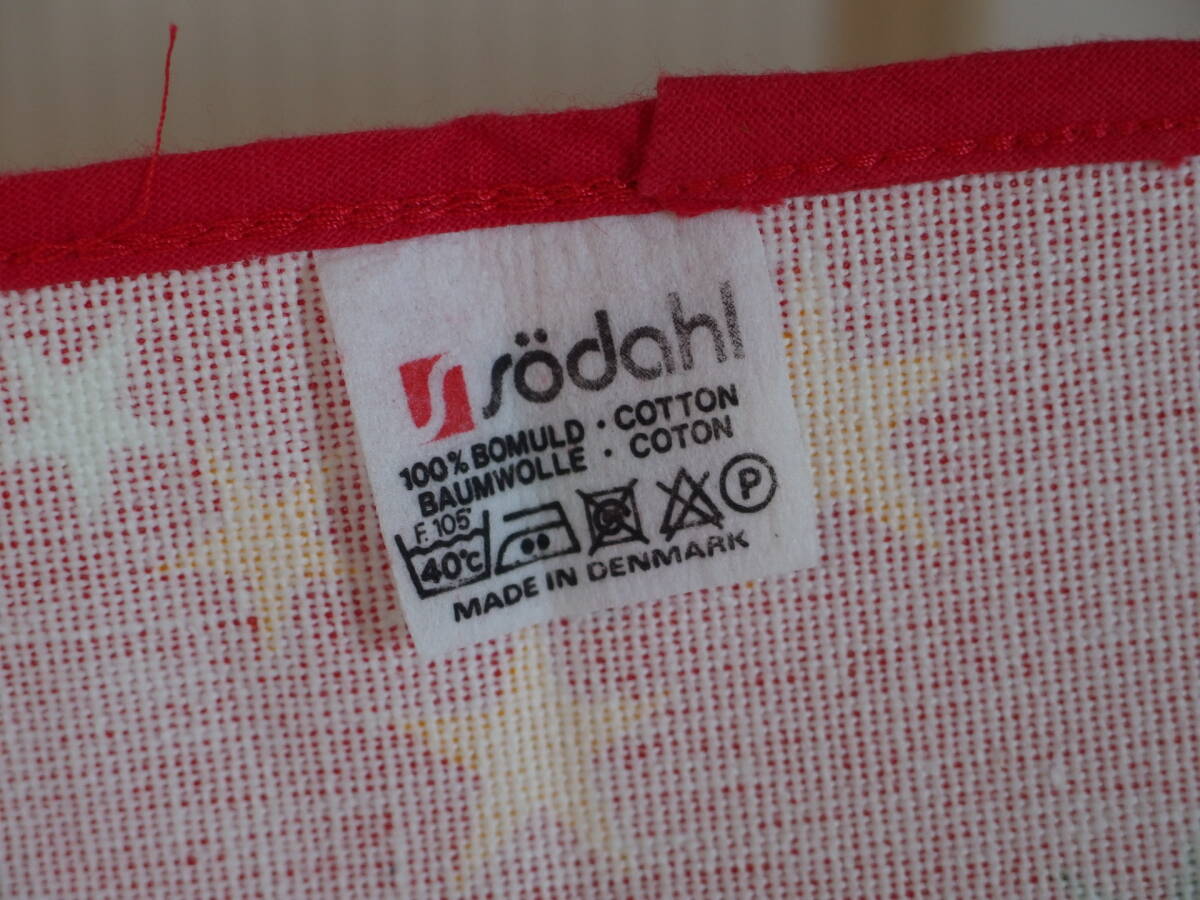 södahl
100% BOMULD · COTTON
BAUMWOLLE · COTON
F. 105°
40°C P
MADE IN DENMARK